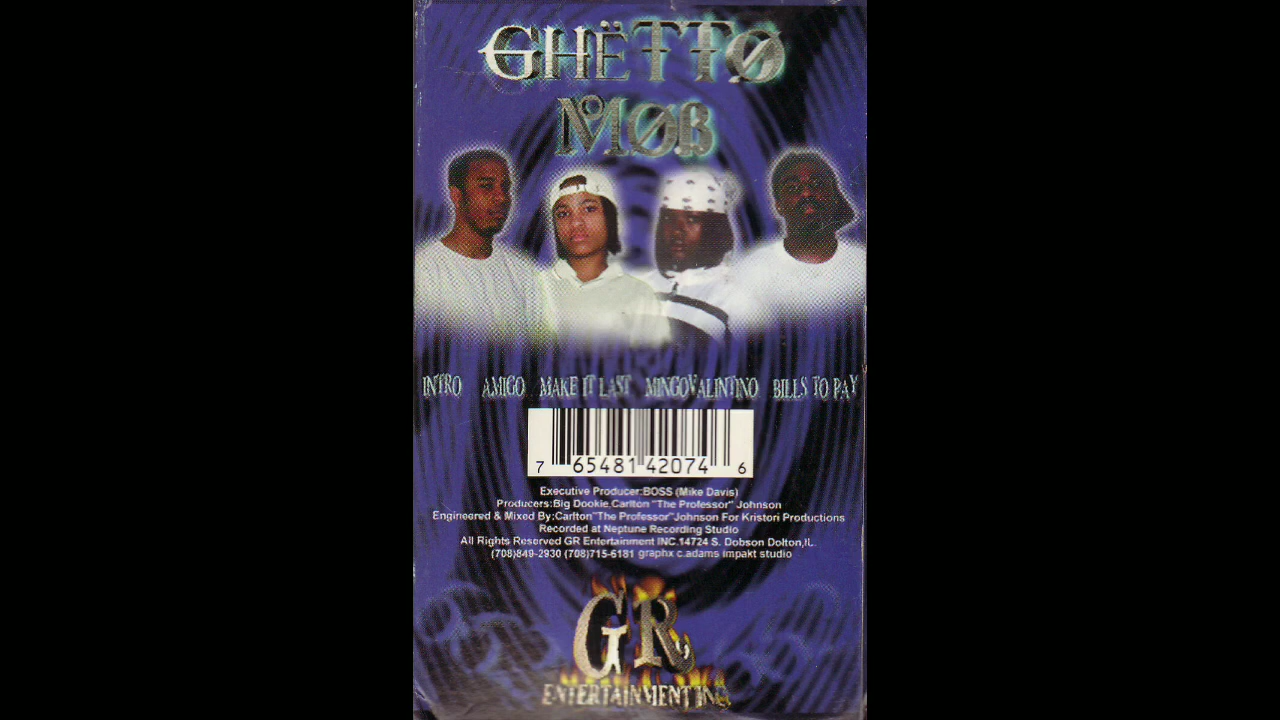 GHËTTØ
MØB
INTRO AMIGO MAKE IT LAST MINGOVALINTINO BILLS TO PAY
7 65481 42074 6
Executive Producer:BOSS (Mike Davis)
Producers:Big Dookie,Carlton "The Professor" Johnson
Engineered & Mixed By:Carlton"The Professor"Johnson For Kristori Productions
Recorded at Neptune Recording Studio
All Rights Reserved GR Entertainment INC.14724 S. Dobson Dolton,IL.
(708)849-2930 (708)715-6181 graphx c.adams impakt studio
GR
ENTERTAINMENT INC